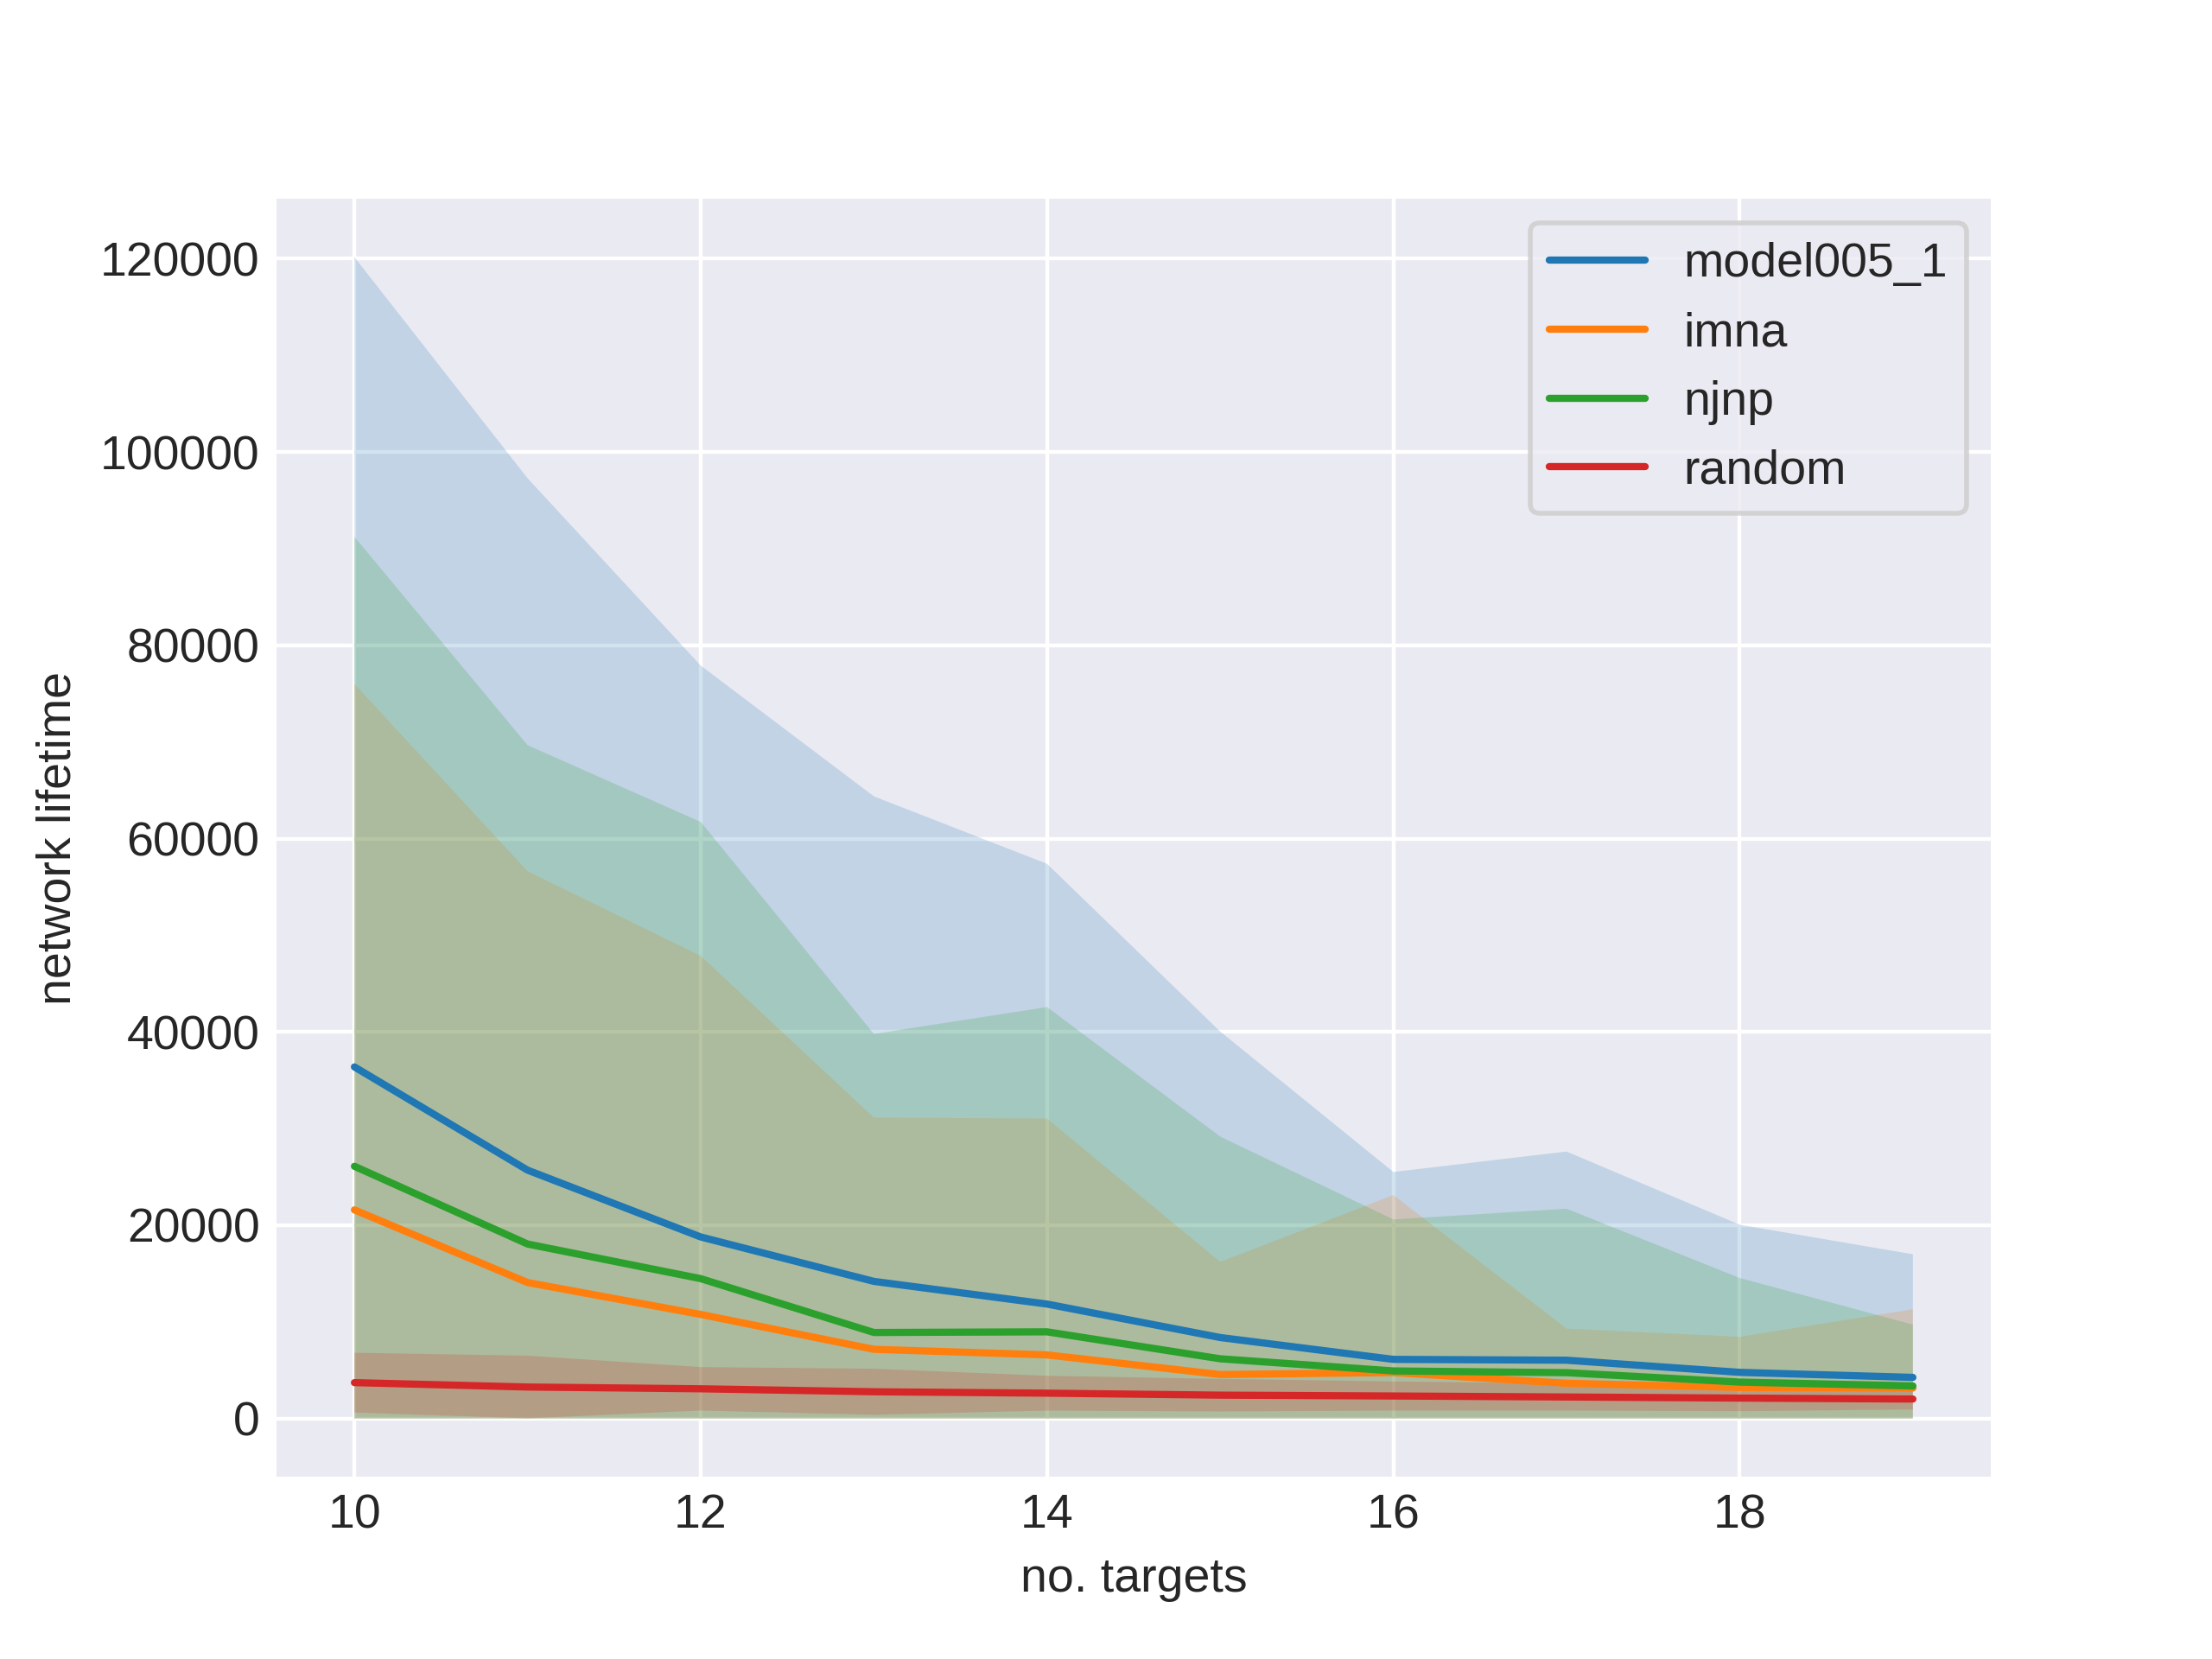 120000
100000
80000
60000
40000
20000
0
network lifetime
10 12 14 16 18
no. targets
model005_1
imna
njnp
random